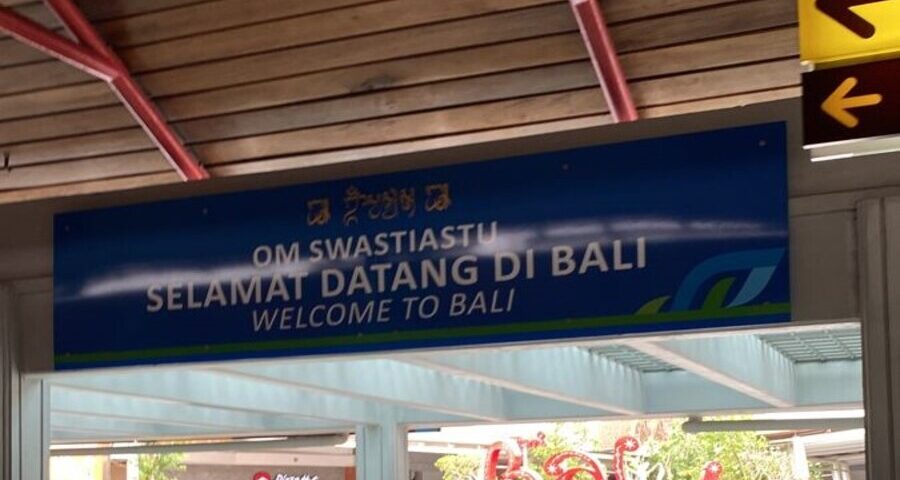 OM SWASTIASTU
SELAMAT DATANG DI BALI
WELCOME TO BALI